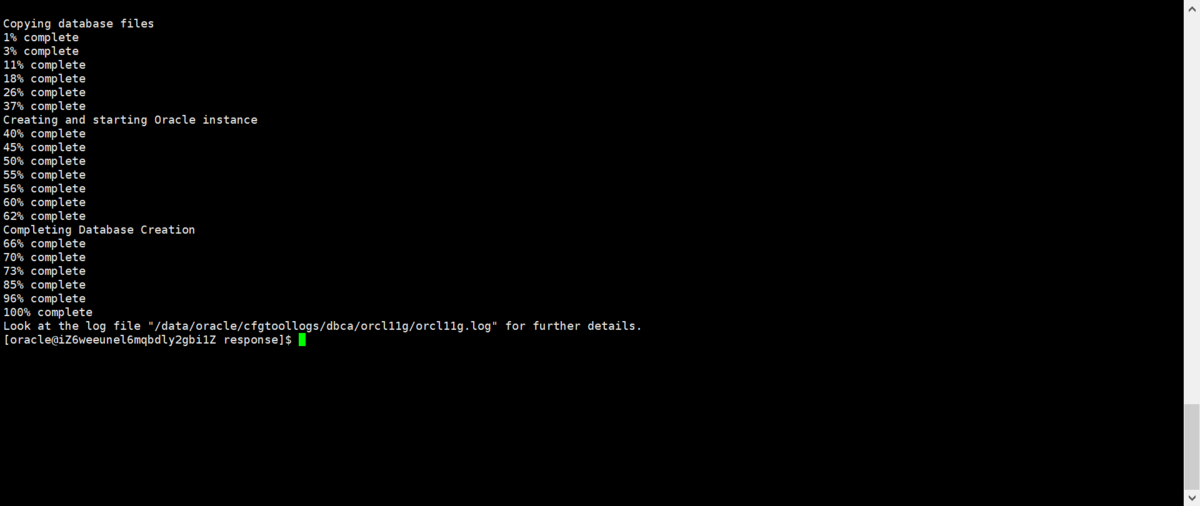 Copying database files
1% complete
3% complete
11% complete
18% complete
26% complete
37% complete
Creating and starting Oracle instance
40% complete
45% complete
50% complete
55% complete
56% complete
60% complete
62% complete
Completing Database Creation
66% complete
70% complete
73% complete
85% complete
96% complete
100% complete
Look at the log file "/data/oracle/cfgtoollogs/dbca/orcl11g/orcl11g.log" for further details.
[oracle@iZ6weeunel6mqbdly2gbi1Z response]$